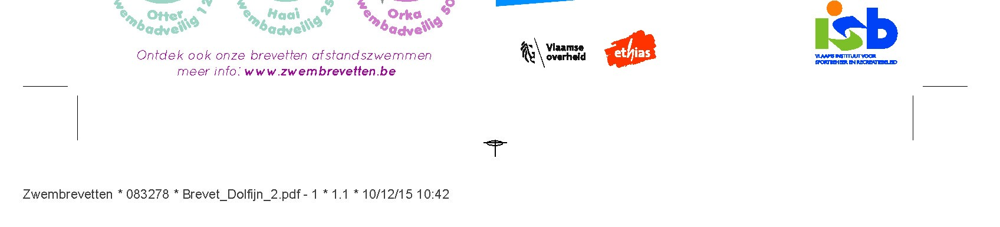 Otter
wembadveilig 12
Haai
wembadveilig 25
Orka
wembadveilig 50
Ontdek ook onze brevetten afstandszwemmen
meer info: www.zwembrevetten.be
Vlaamse
overheid
ethias
isb
VLAAMS INSTITUUT VOOR
SPORTBEHEER EN RECREATIEBELEID
Zwembrevetten * 083278 * Brevet_Dolfijn_2.pdf - 1 * 1.1 * 10/12/15 10:42